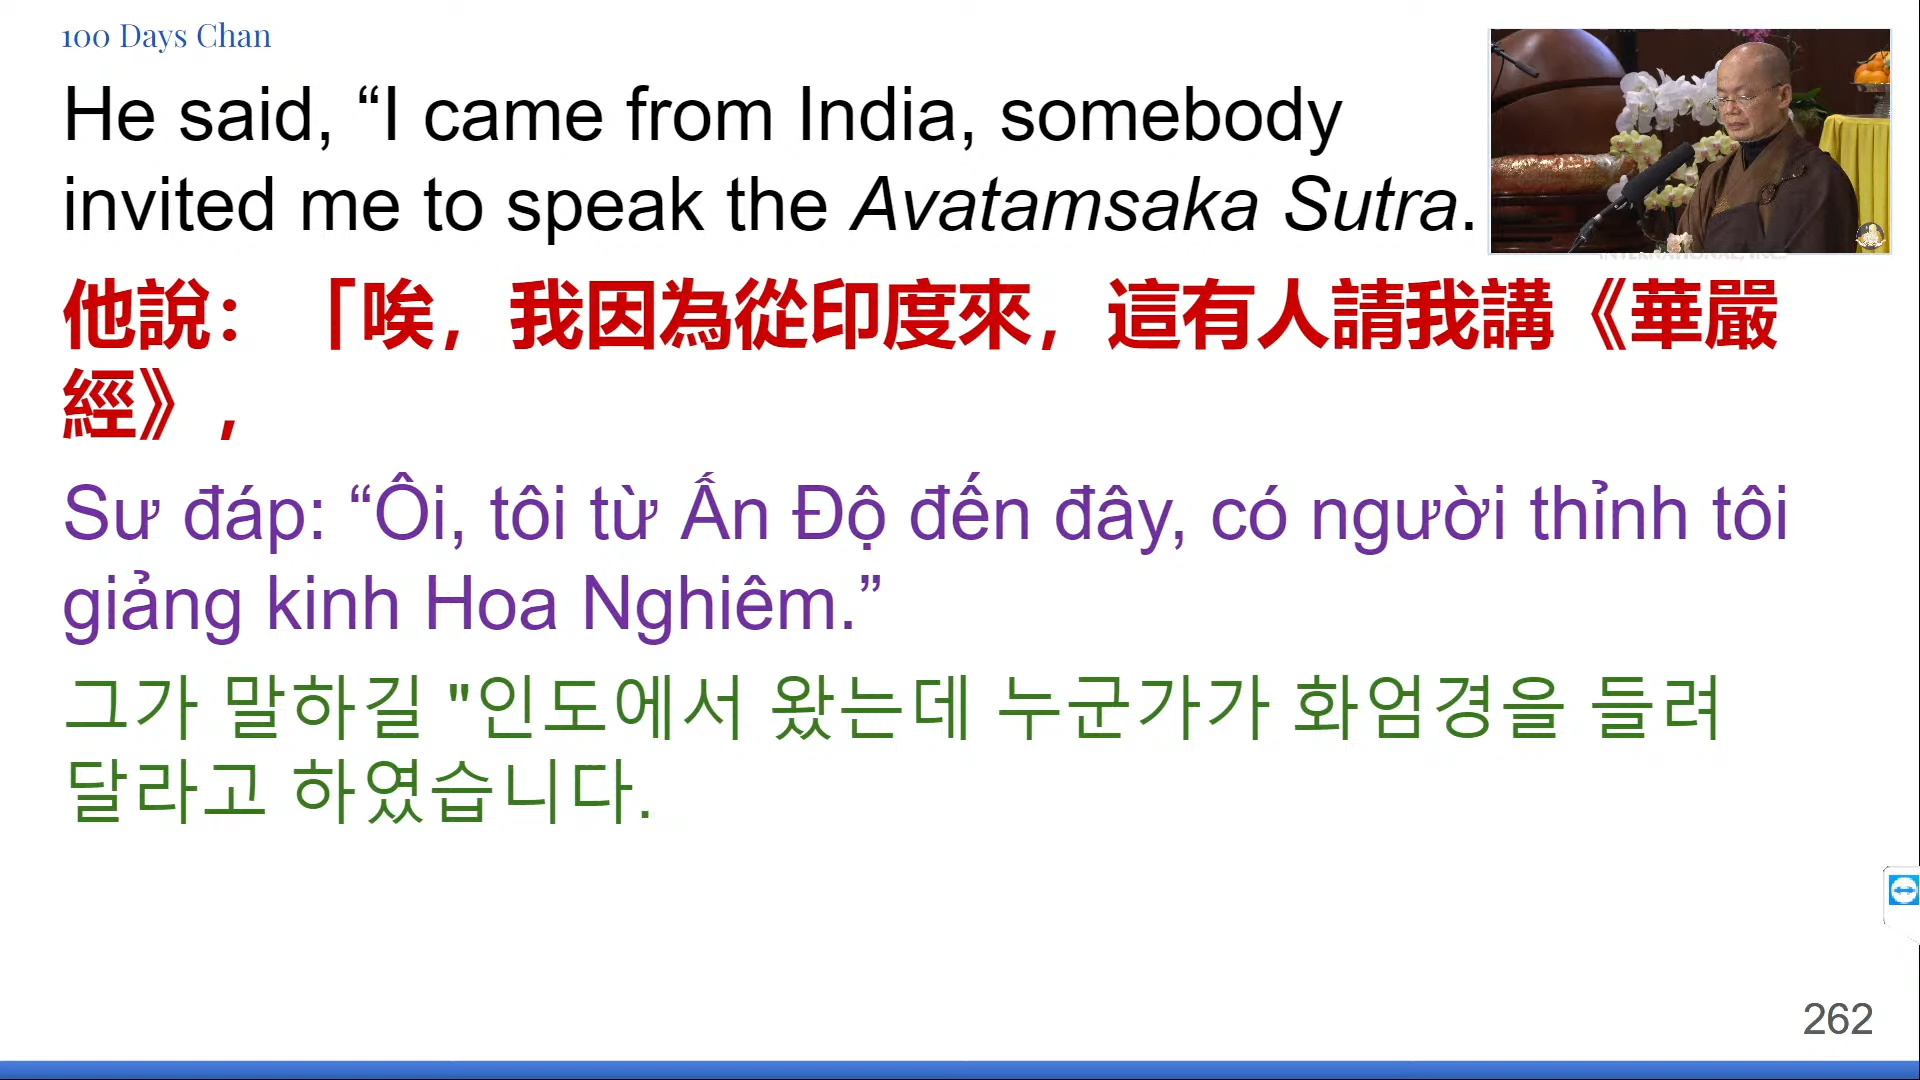 100 Days Chan
He said, “I came from India, somebody
invited me to speak the Avatamsaka Sutra.
他說：「唉，我因為從印度來，這有人請我講《華嚴
經》，
Sư đáp: “Ôi, tôi từ Ấn Độ đến đây, có người thỉnh tôi
giảng kinh Hoa Nghiêm.”
그가 말하길 "인도에서 왔는데 누군가가 화엄경을 들려
달라고 하였습니다.
262